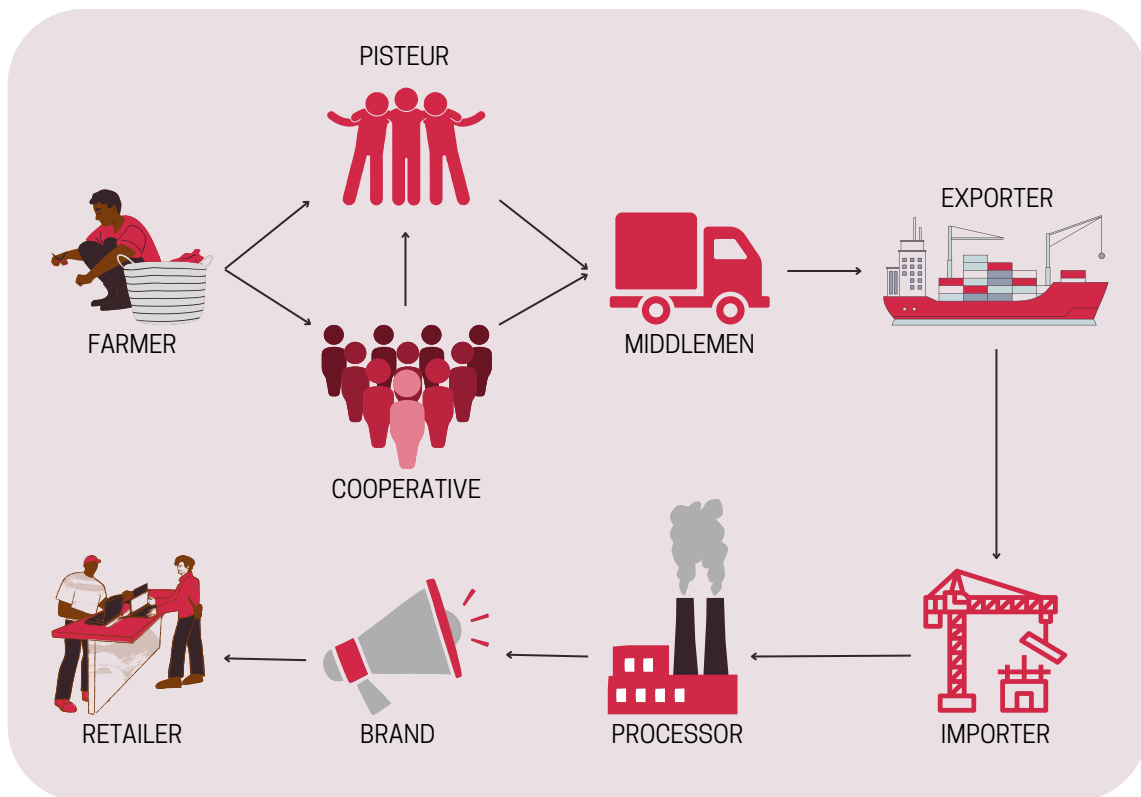 PISTEUR
EXPORTER
FARMER
MIDDLEMEN
COOPERATIVE
RETAILER
BRAND
PROCESSOR
IMPORTER